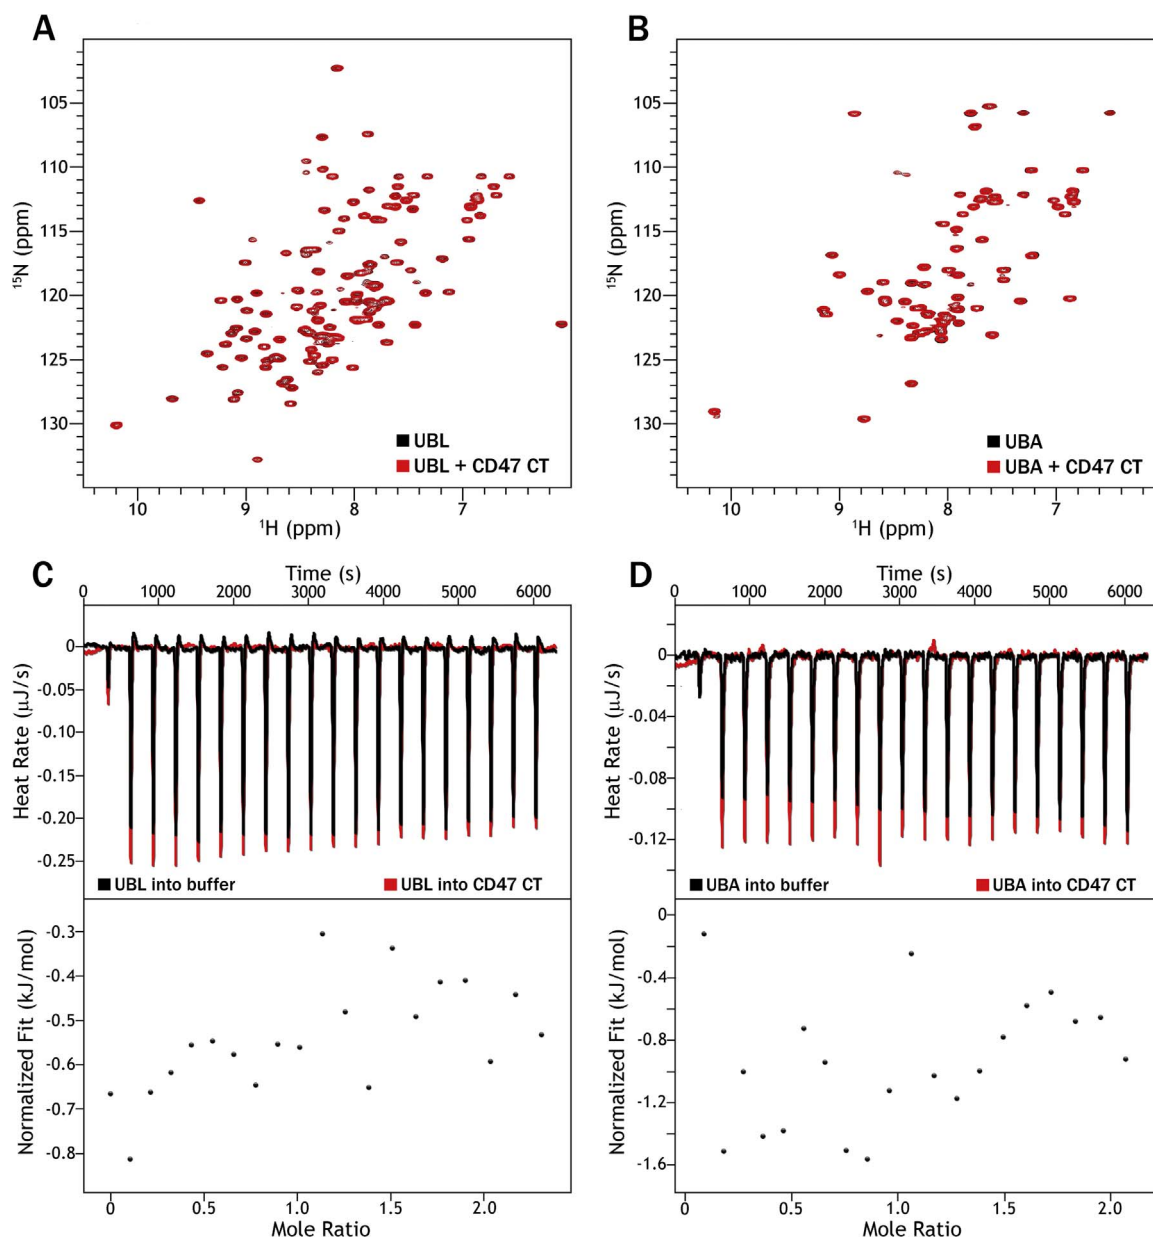 A
B
105
110
115
120
125
130
¹⁵N (ppm)
UBL
UBL + CD47 CT
10
9
8
7
¹H (ppm)
105
110
115
120
125
130
¹⁵N (ppm)
UBA
UBA + CD47 CT
10
9
8
7
¹H (ppm)
C
Time (s)
0 1000 2000 3000 4000 5000 6000
0
-0.05
-0.10
-0.15
-0.20
-0.25
Heat Rate (µJ/s)
UBL into buffer
UBL into CD47 CT
-0.3
-0.4
-0.5
-0.6
-0.7
-0.8
Normalized Fit (kJ/mol)
0 0.5 1.0 1.5 2.0
Mole Ratio
D
Time (s)
0 1000 2000 3000 4000 5000 6000
0
-0.04
-0.08
-0.12
Heat Rate (µJ/s)
UBA into buffer
UBA into CD47 CT
0
-0.4
-0.8
-1.2
-1.6
Normalized Fit (kJ/mol)
0 0.5 1.0 1.5 2.0
Mole Ratio